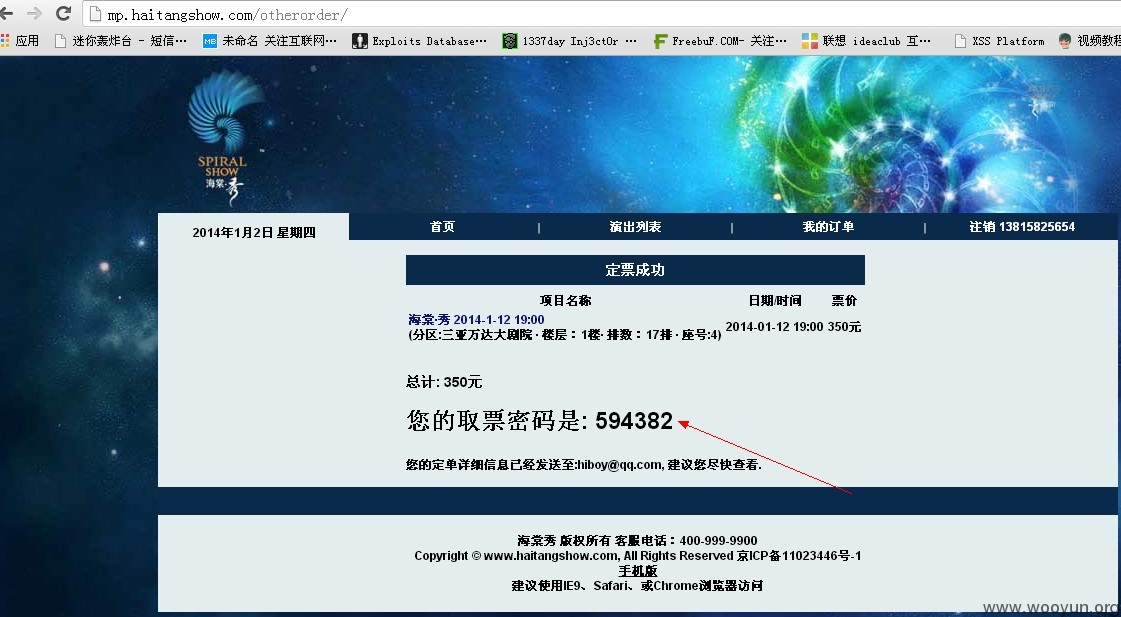 mp.haitangshow.com/otherorder/
应用 迷你轰炸台 - 短信… MB 未命名 关注互联网… Exploits Database… 1337day Inj3ct0r … FreebuF.COM- 关注… 联想 ideaclub 互… XSS Platform 视频教程
SPIRAL
SHOW
海棠·秀
2014年1月2日 星期四
首页 | 演出列表 | 我的订单 | 注销 13815825654
定票成功
项目名称 日期/时间 票价
海棠·秀 2014-1-12 19:00
(分区:三亚万达大剧院 · 楼层：1楼· 排数：17排 · 座号:4) 2014-01-12 19:00 350元
总计: 350元
您的取票密码是: 594382
您的定单详细信息已经发送至:hiboy@qq.com, 建议您尽快查看.
海棠秀 版权所有 客服电话：400-999-9900
Copyright © www.haitangshow.com, All Rights Reserved 京ICP备11023446号-1
手机版
建议使用IE9、Safari、或Chrome浏览器访问
www.wooyun.org